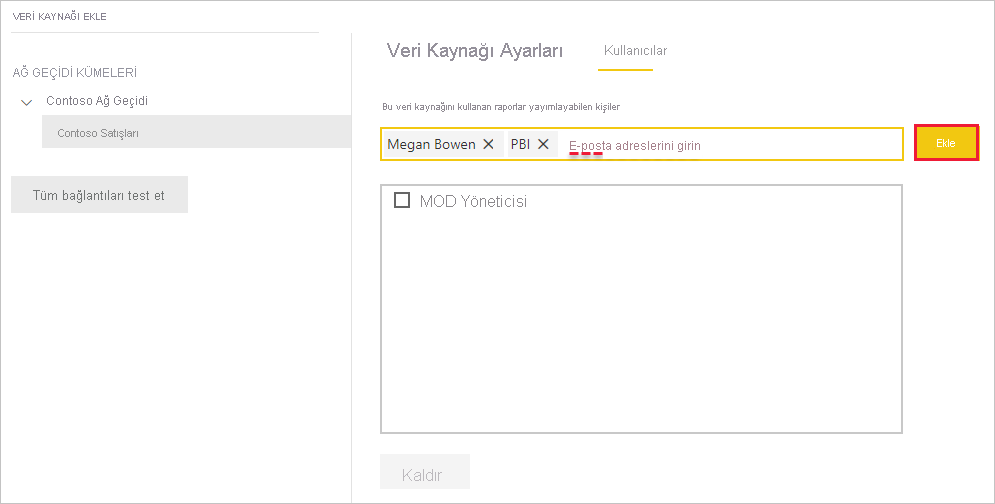 VERİ KAYNAĞI EKLE
AĞ GEÇİDİ KÜMELERİ
Contoso Ağ Geçidi
Contoso Satışları
Tüm bağlantıları test et
Veri Kaynağı Ayarları
Kullanıcılar
Bu veri kaynağını kullanan raporlar yayımlayabilen kişiler
Megan Bowen PBI E-posta adreslerini girin
Ekle
MOD Yöneticisi
Kaldır